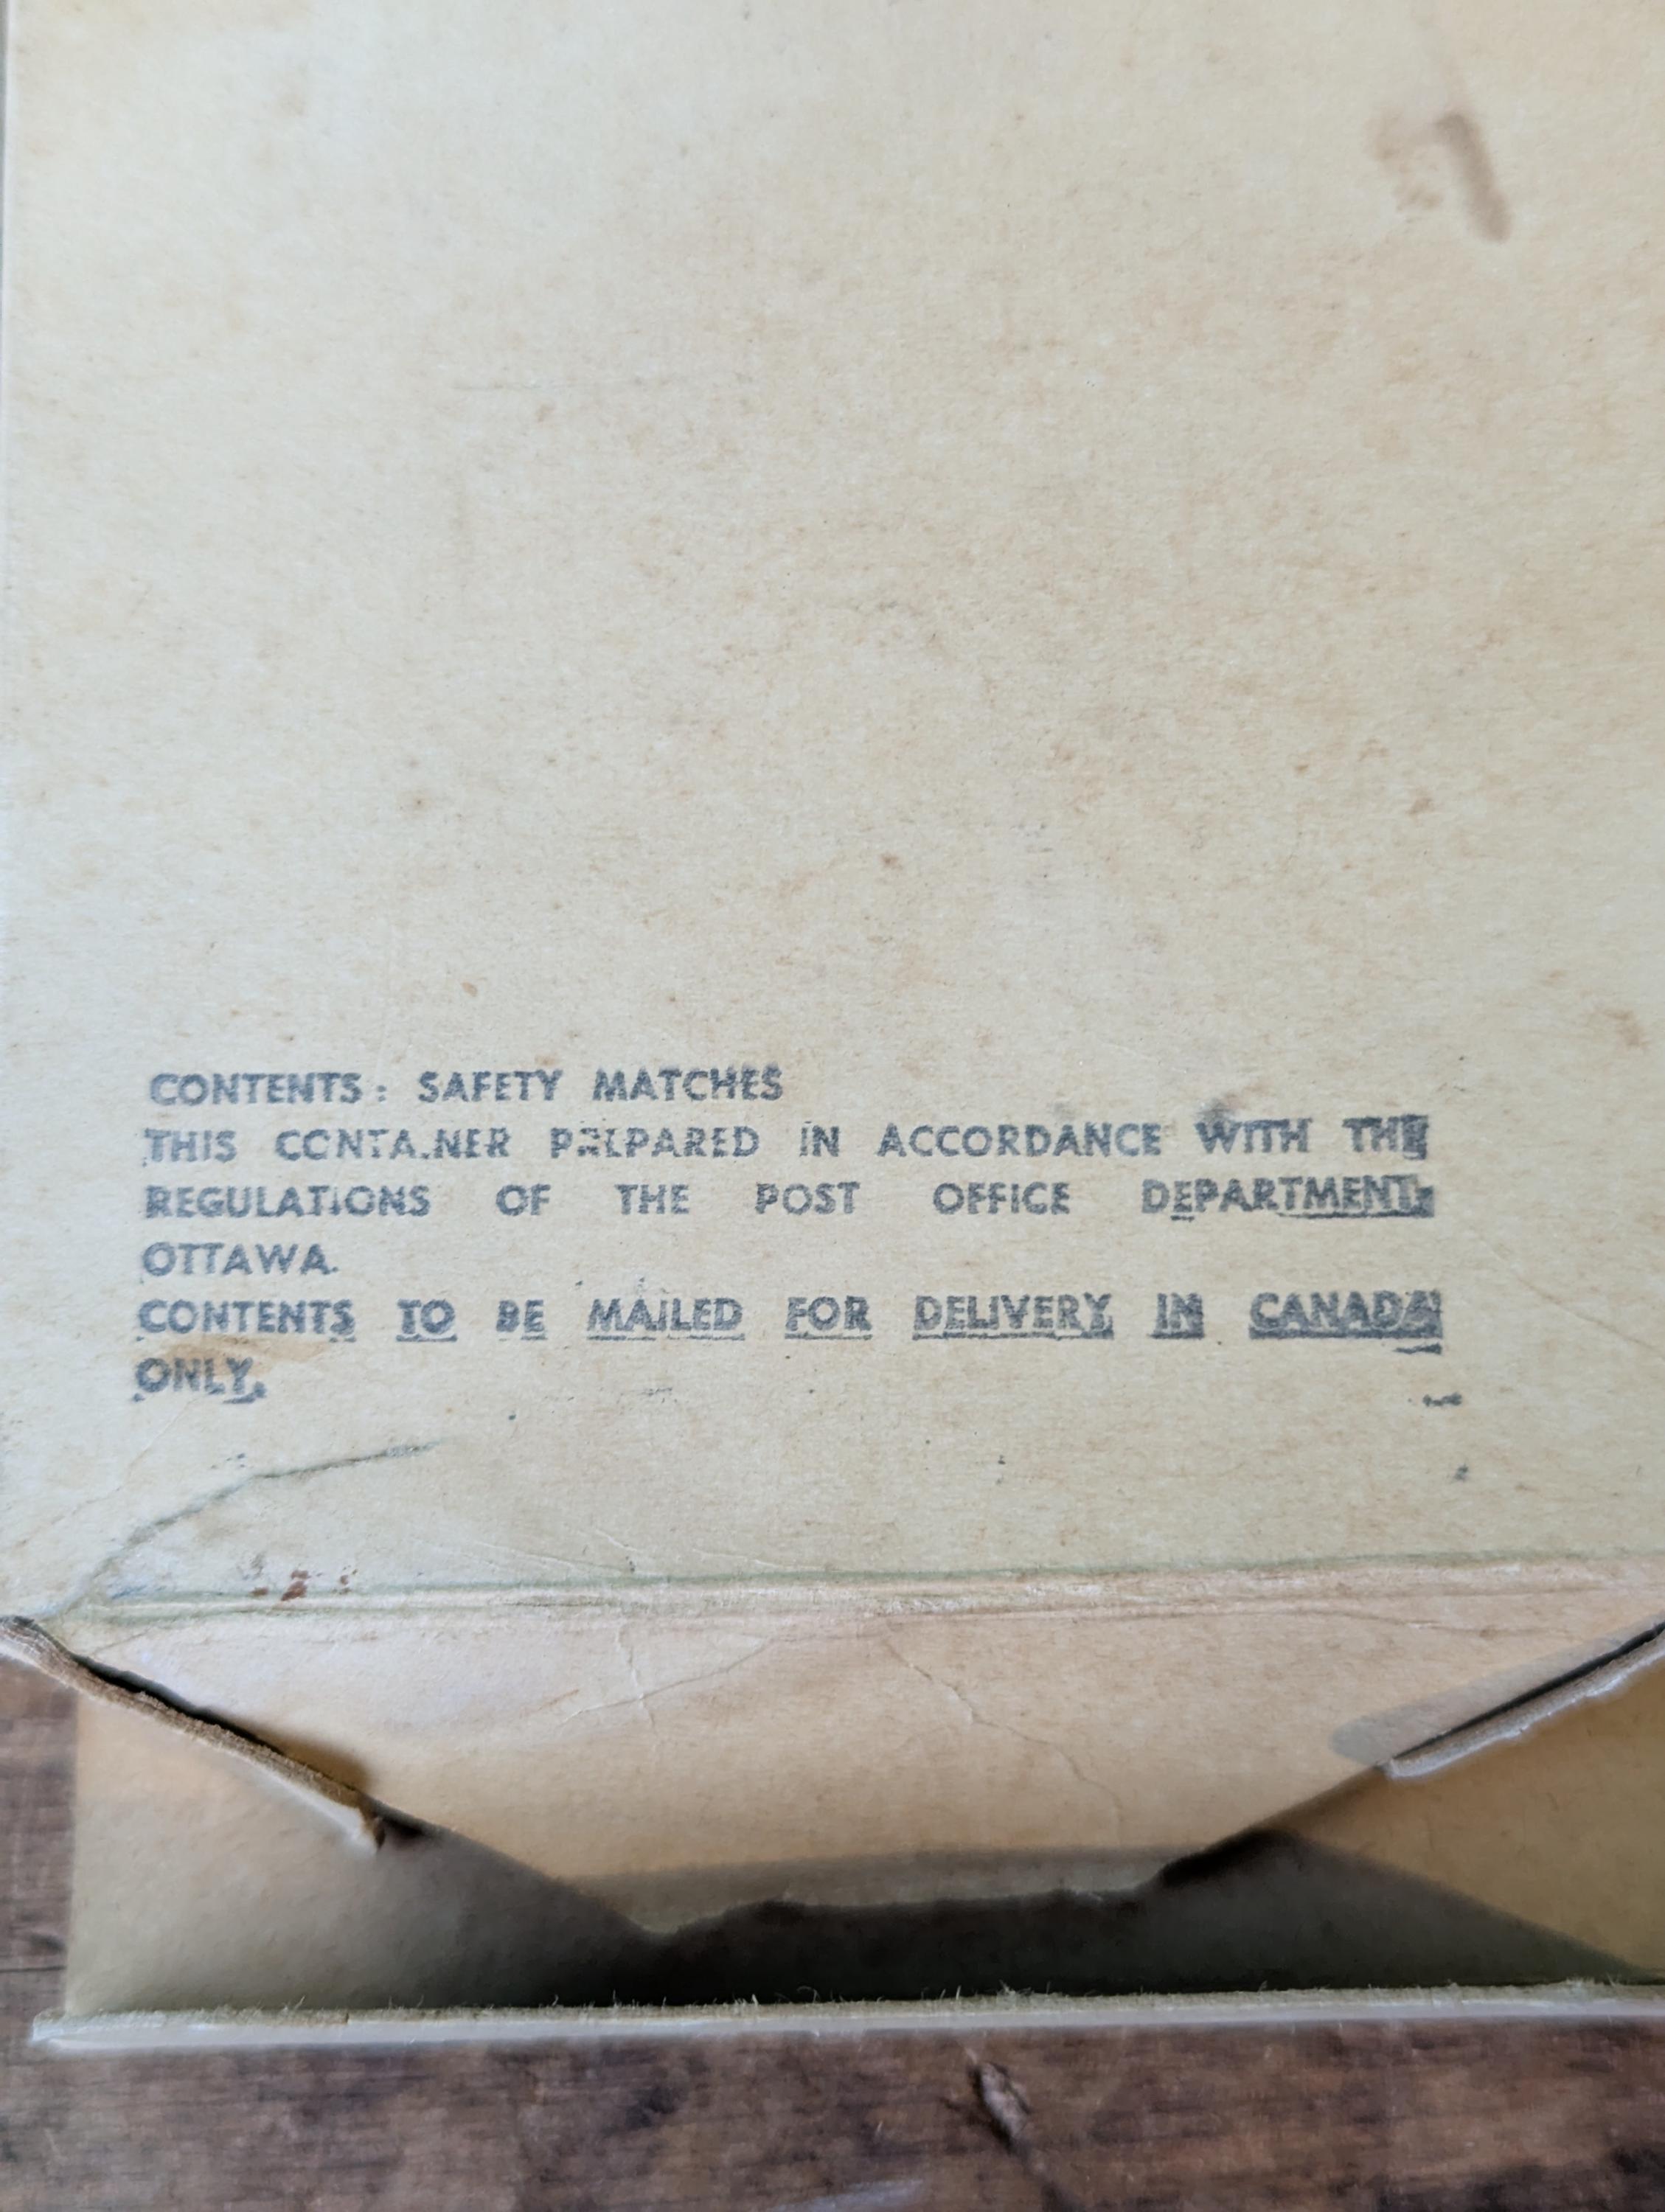 CONTENTS: SAFETY MATCHES
THIS CONTAINER PREPARED IN ACCORDANCE WITH THE
REGULATIONS OF THE POST OFFICE DEPARTMENT,
OTTAWA.
CONTENTS TO BE MAILED FOR DELIVERY IN CANADA
ONLY.